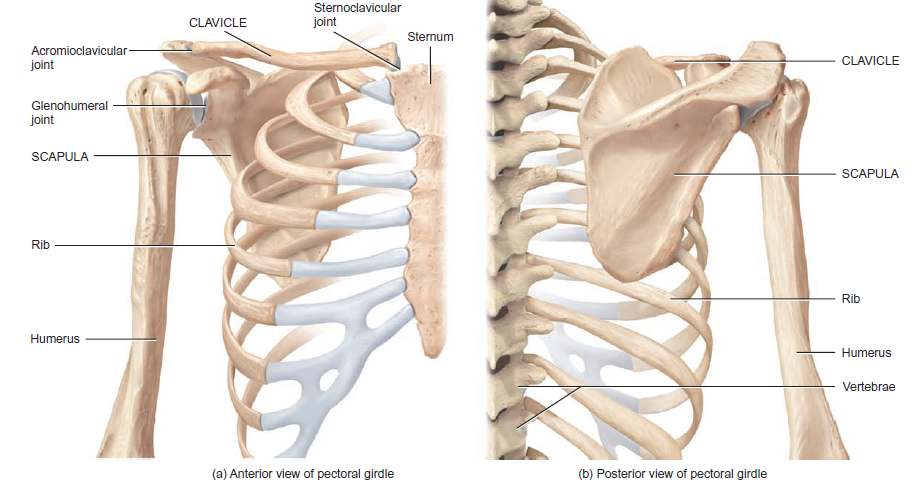 CLAVICLE
Sternoclavicular
joint
Sternum
Acromioclavicular
joint
Glenohumeral
joint
SCAPULA
Rib
Humerus
(a) Anterior view of pectoral girdle
CLAVICLE
SCAPULA
Rib
Humerus
Vertebrae
(b) Posterior view of pectoral girdle